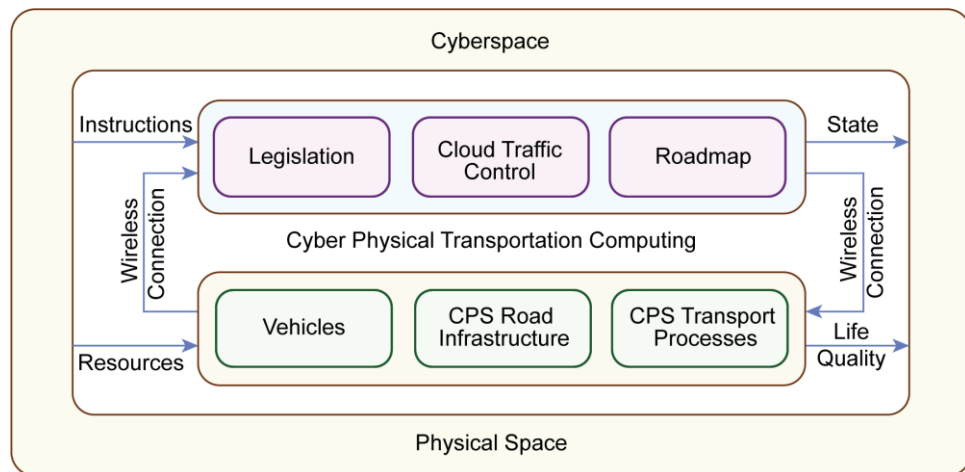 Cyberspace
Instructions
State
Legislation
Cloud Traffic
Control
Roadmap
Wireless
Connection
Cyber Physical Transportation Computing
Wireless
Connection
Vehicles
CPS Road
Infrastructure
CPS Transport
Processes
Resources
Life
Quality
Physical Space